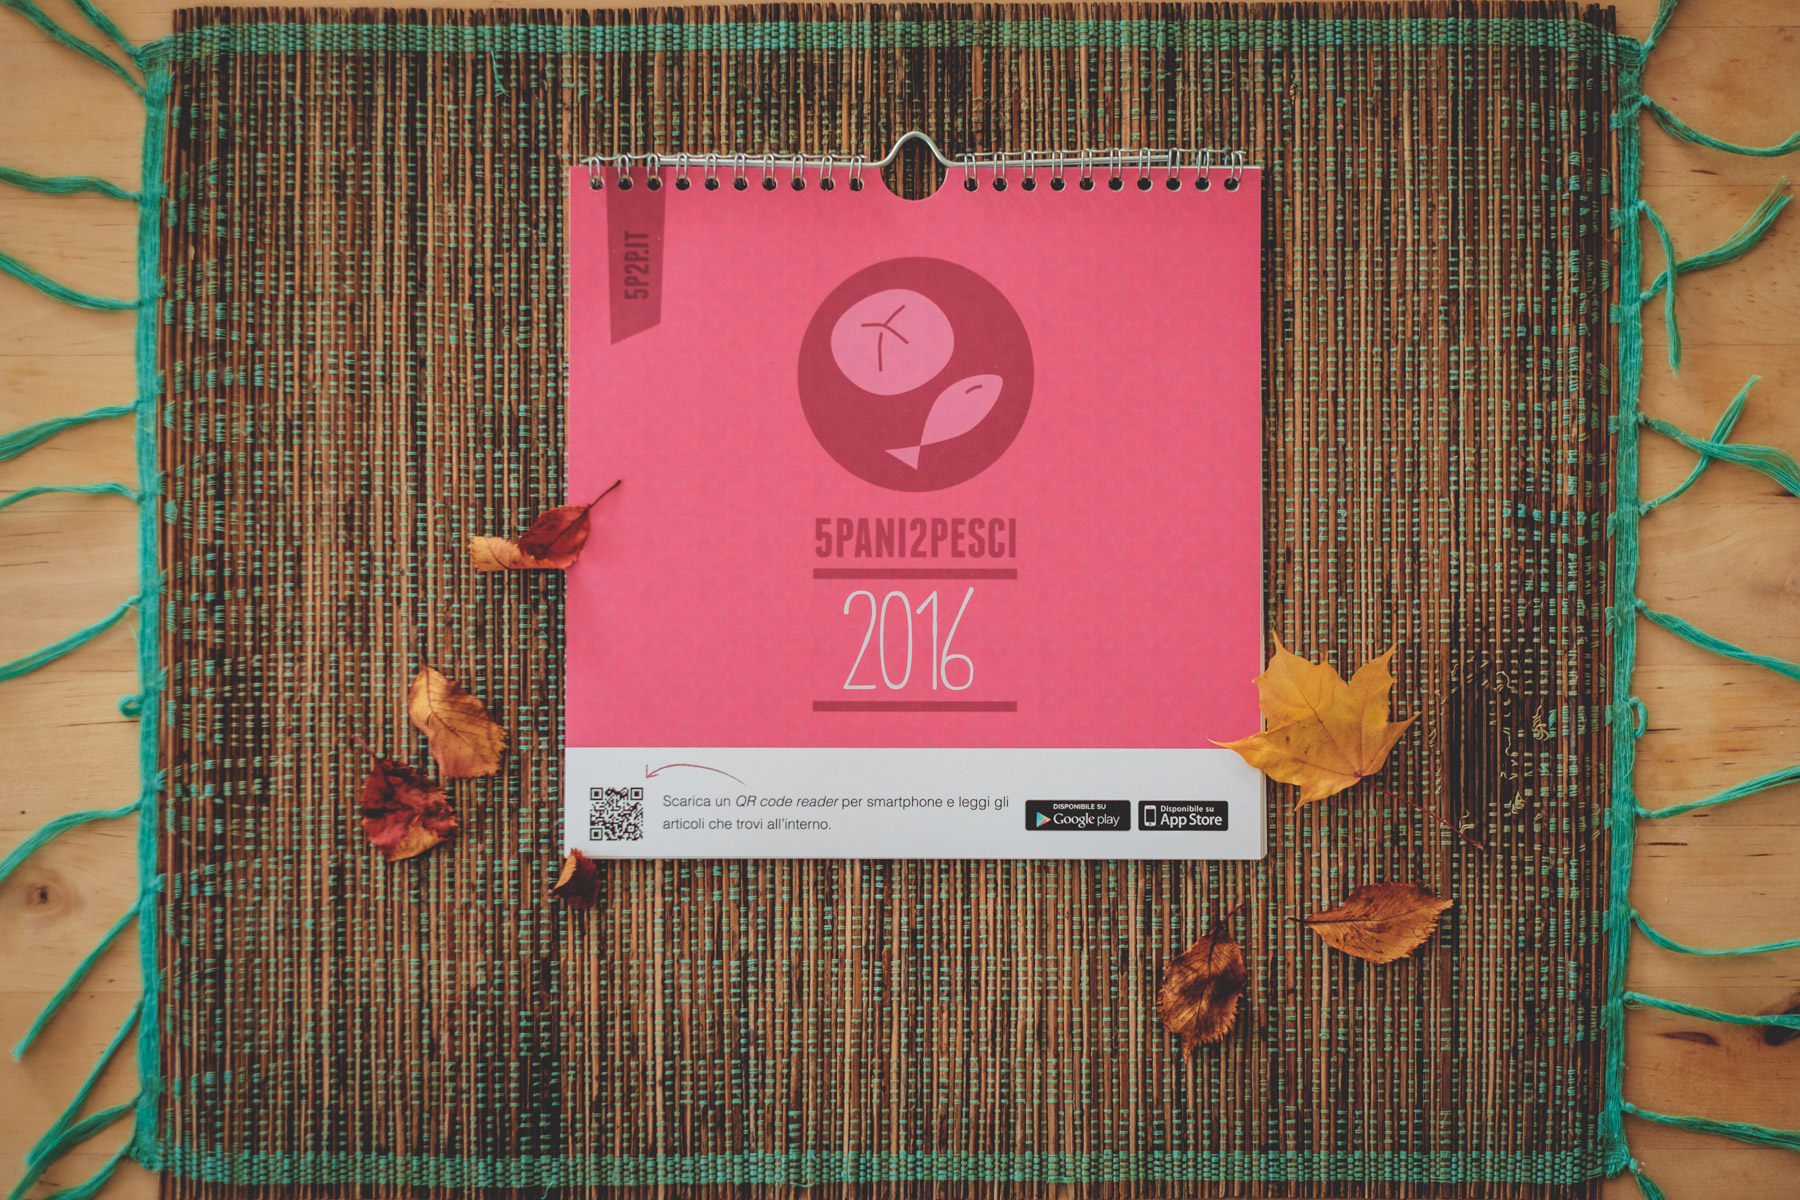 5P2P.IT
5PANI2PESCI
2016
Scarica un QR code reader per smartphone e leggi gli
articoli che trovi all'interno.
DISPONIBILE SU
Google play
Disponibile su
App Store